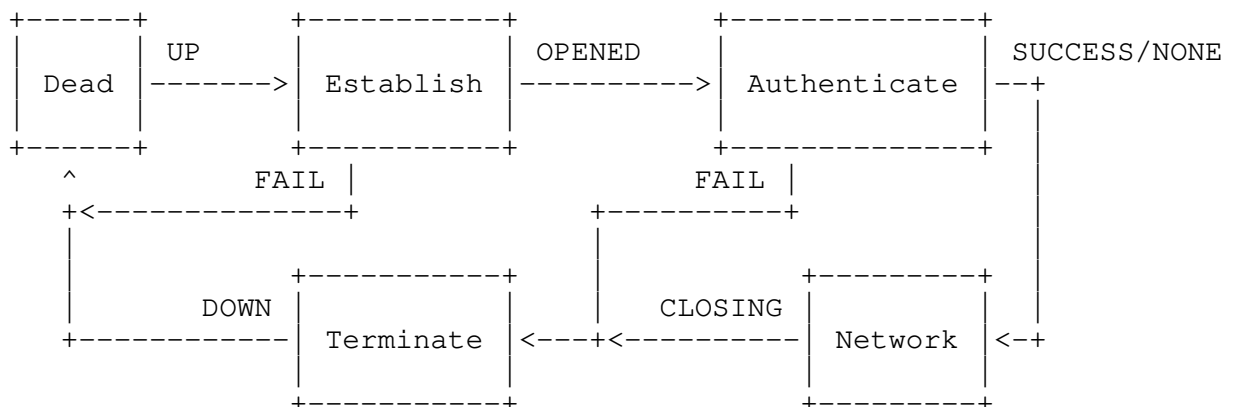 UP OPENED SUCCESS/NONE
Dead Establish Authenticate
FAIL FAIL
DOWN CLOSING
Terminate Network